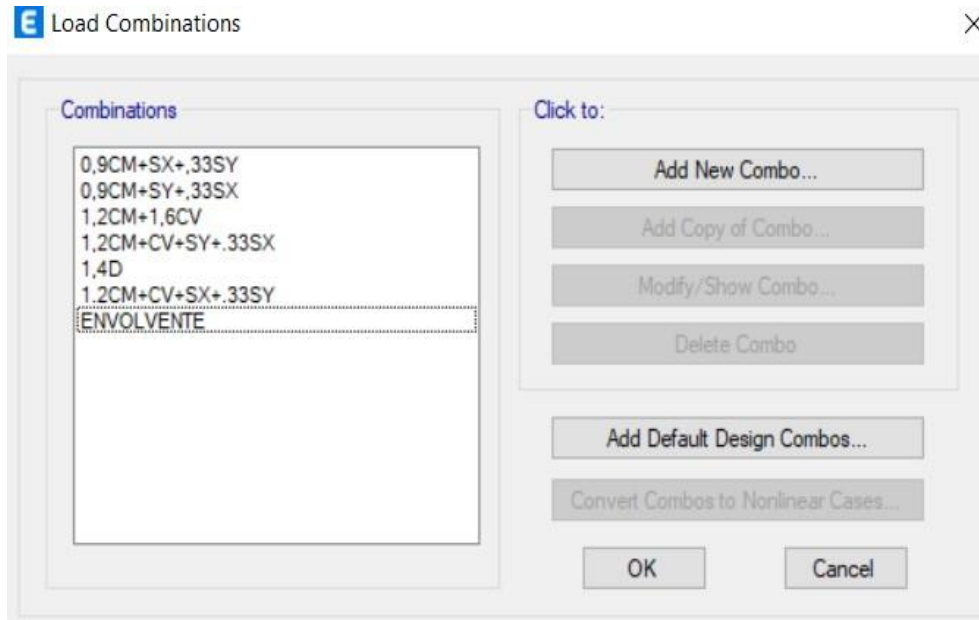 E Load Combinations
Combinations
0,9CM+SX+,33SY
0,9CM+SY+,33SX
1,2CM+1,6CV
1,2CM+CV+SY+.33SX
1,4D
1.2CM+CV+SX+.33SY
ENVOLVENTE
Click to:
Add New Combo...
Add Copy of Combo...
Modify/Show Combo...
Delete Combo
Add Default Design Combos...
Convert Combos to Nonlinear Cases...
OK
Cancel